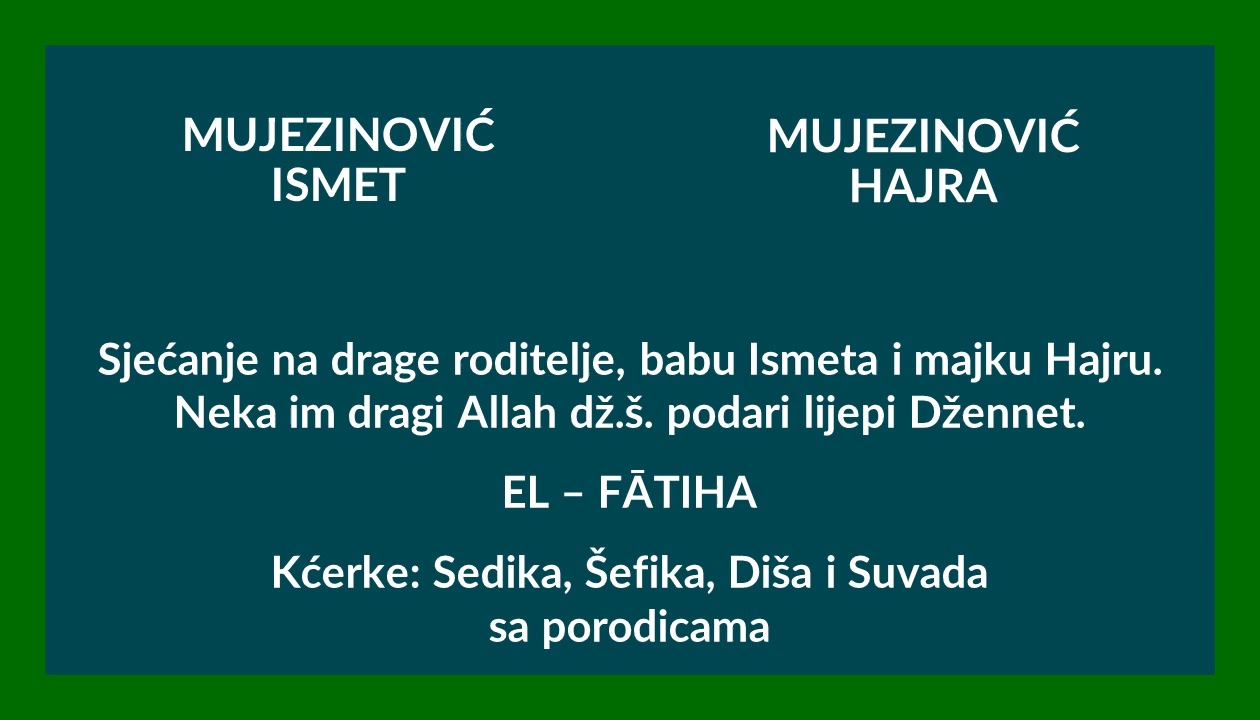 MUJEZINOVIĆ
ISMET
MUJEZINOVIĆ
HAJRA
Sjećanje na drage roditelje, babu Ismeta i majku Hajru.
Neka im dragi Allah dž.š. podari lijepi Džennet.
EL – FĀTIHA
Kćerke: Sedika, Šefika, Diša i Suvada
sa porodicama